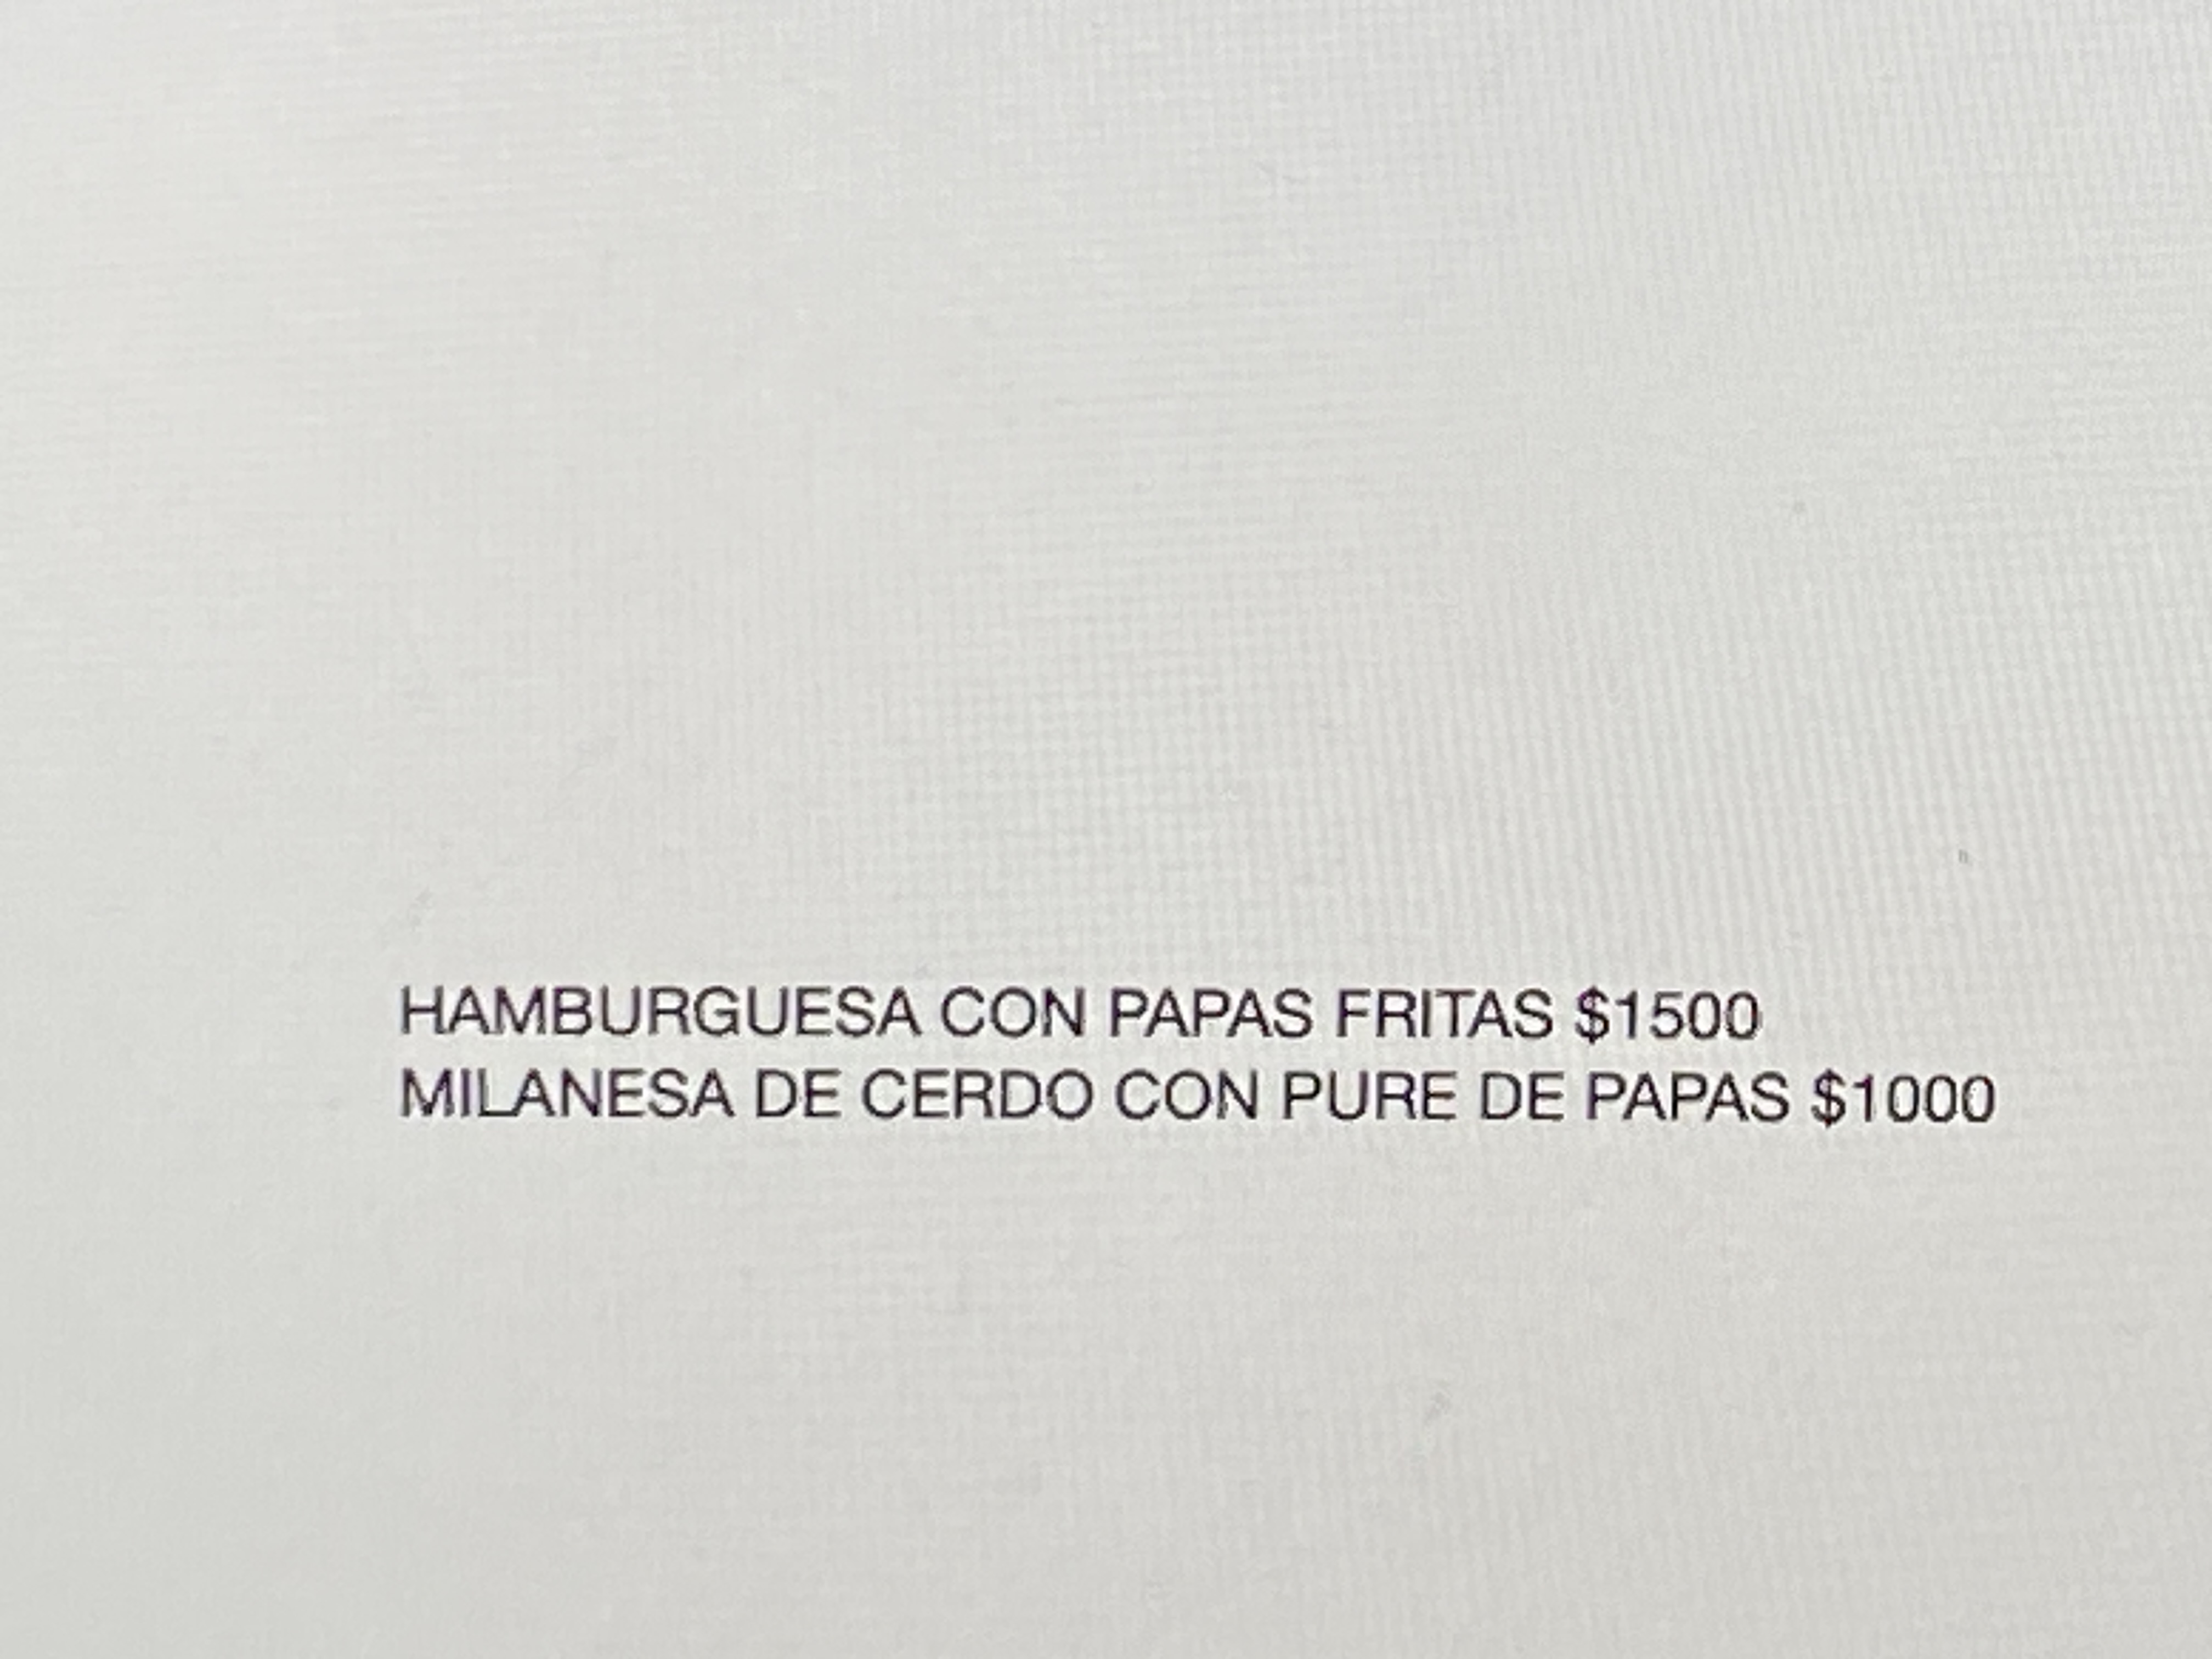 HAMBURGUESA CON PAPAS FRITAS $1500
MILANESA DE CERDO CON PURE DE PAPAS $1000